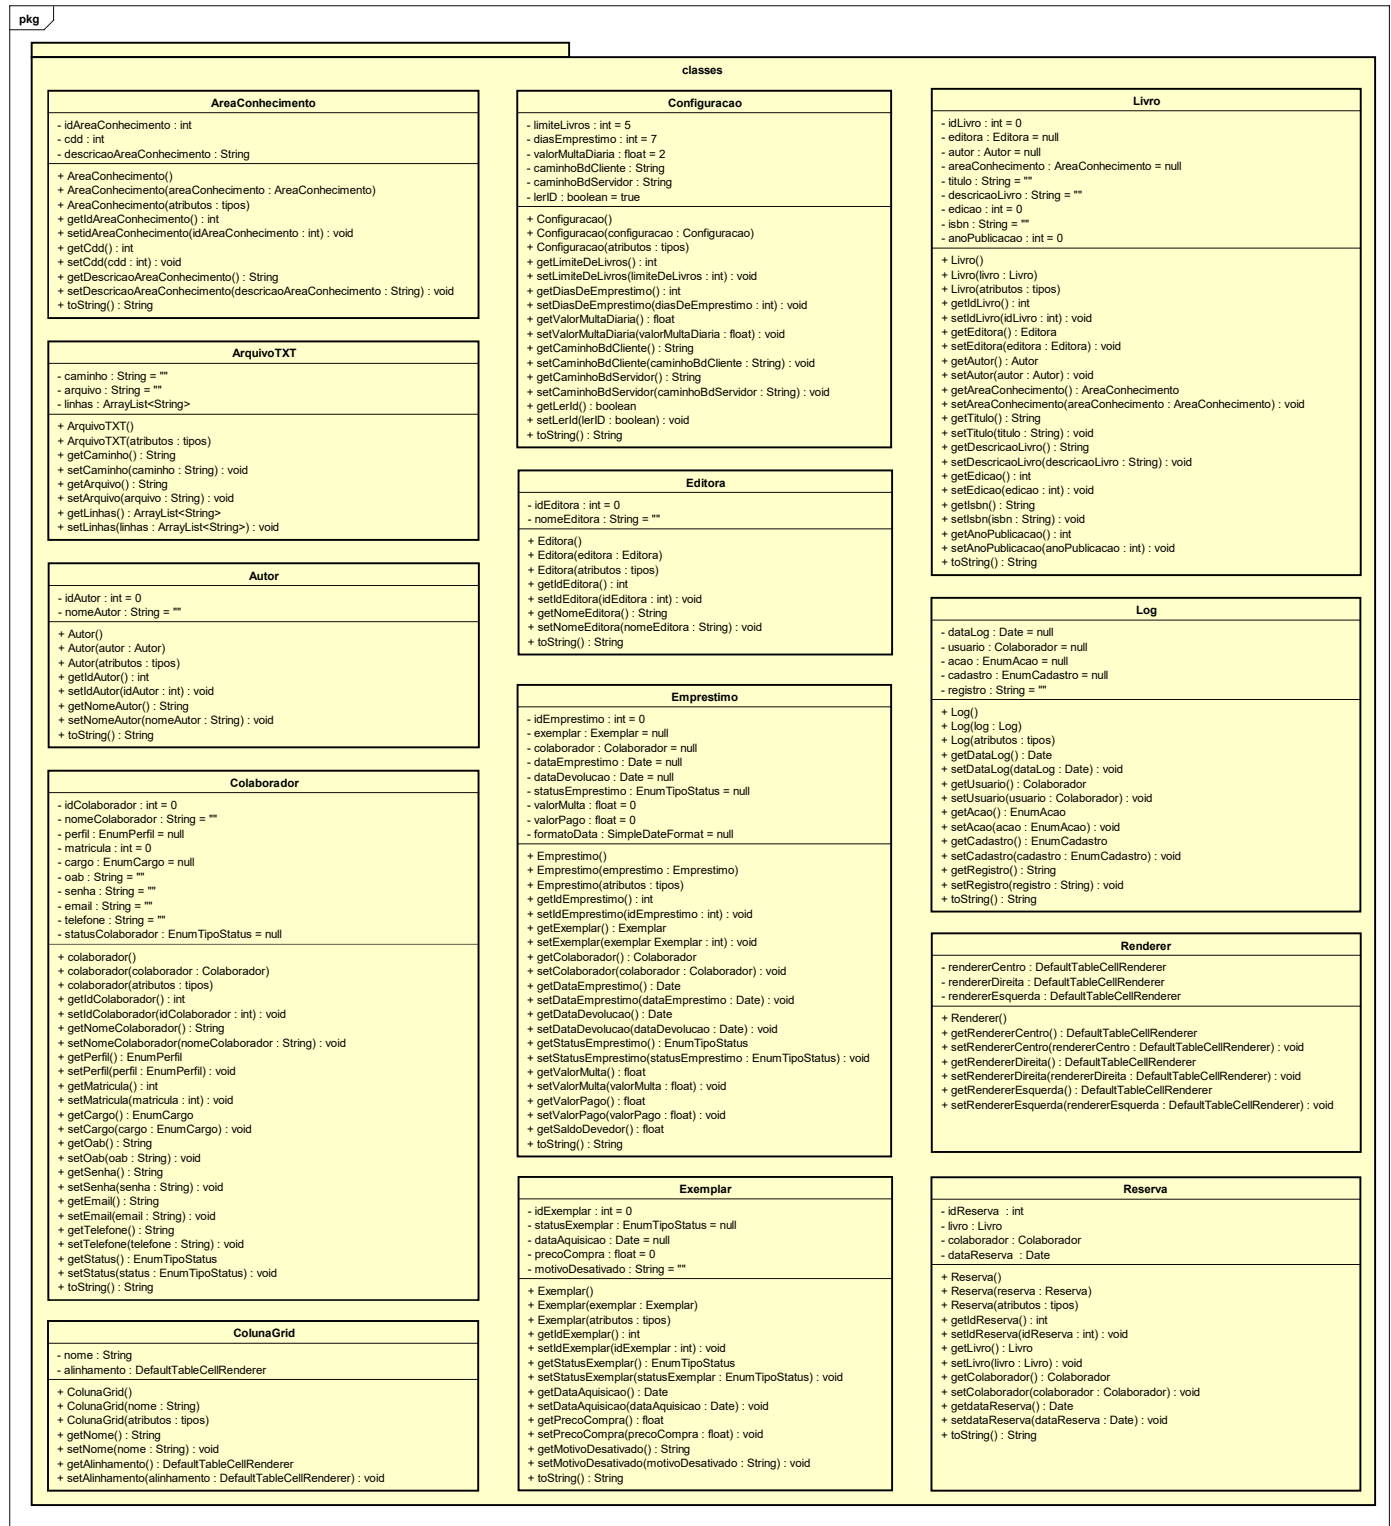 pkg
classes
AreaConhecimento
- idAreaConhecimento : int
- cdd : int
- descricaoAreaConhecimento : String
+ AreaConhecimento()
+ AreaConhecimento(areaConhecimento : AreaConhecimento)
+ AreaConhecimento(atributos : tipos)
+ getIdAreaConhecimento() : int
+ setidAreaConhecimento(idAreaConhecimento : int) : void
+ getCdd() : int
+ setCdd(cdd : int) : void
+ getDescricaoAreaConhecimento() : String
+ setDescricaoAreaConhecimento(descricaoAreaConhecimento : String) : void
+ toString() : String
ArquivoTXT
- caminho : String = ""
- arquivo : String = ""
- linhas : ArrayList<String>
+ ArquivoTXT()
+ ArquivoTXT(atributos : tipos)
+ getCaminho() : String
+ setCaminho(caminho : String) : void
+ getArquivo() : String
+ setArquivo(arquivo : String) : void
+ getLinhas() : ArrayList<String>
+ setLinhas(linhas : ArrayList<String>) : void
Autor
- idAutor : int = 0
- nomeAutor : String = ""
+ Autor()
+ Autor(autor : Autor)
+ Autor(atributos : tipos)
+ getIdAutor() : int
+ setIdAutor(idAutor : int) : void
+ getNomeAutor() : String
+ setNomeAutor(nomeAutor : String) : void
+ toString() : String
Colaborador
- idColaborador : int = 0
- nomeColaborador : String = ""
- perfil : EnumPerfil = null
- matricula : int = 0
- cargo : EnumCargo = null
- oab : String = ""
- senha : String = ""
- email : String = ""
- telefone : String = ""
- statusColaborador : EnumTipoStatus = null
+ colaborador()
+ colaborador(colaborador : Colaborador)
+ colaborador(atributos : tipos)
+ getIdColaborador() : int
+ setIdColaborador(idColaborador : int) : void
+ getNomeColaborador() : String
+ setNomeColaborador(nomeColaborador : String) : void
+ getPerfil() : EnumPerfil
+ setPerfil(perfil : EnumPerfil) : void
+ getMatricula() : int
+ setMatricula(matricula : int) : void
+ getCargo() : EnumCargo
+ setCargo(cargo : EnumCargo) : void
+ getOab() : String
+ setOab(oab : String) : void
+ getSenha() : String
+ setSenha(senha : String) : void
+ getEmail() : String
+ setEmail(email : String) : void
+ getTelefone() : String
+ setTelefone(telefone : String) : void
+ getStatus() : EnumTipoStatus
+ setStatus(status : EnumTipoStatus) : void
+ toString() : String
ColunaGrid
- nome : String
- alinhamento : DefaultTableCellRenderer
+ ColunaGrid()
+ ColunaGrid(nome : String)
+ ColunaGrid(atributos : tipos)
+ getNome() : String
+ setNome(nome : String) : void
+ getAlinhamento() : DefaultTableCellRenderer
+ setAlinhamento(alinhamento : DefaultTableCellRenderer) : void
Configuracao
- limiteLivros : int = 5
- diasEmprestimo : int = 7
- valorMultaDiaria : float = 2
- caminhoBdCliente : String
- caminhoBdServidor : String
- lerID : boolean = true
+ Configuracao()
+ Configuracao(configuracao : Configuracao)
+ Configuracao(atributos : tipos)
+ getLimiteDeLivros() : int
+ setLimiteDeLivros(limiteDeLivros : int) : void
+ getDiasDeEmprestimo() : int
+ setDiasDeEmprestimo(diasDeEmprestimo : int) : void
+ getValorMultaDiaria() : float
+ setValorMultaDiaria(valorMultaDiaria : float) : void
+ getCaminhoBdCliente() : String
+ setCaminhoBdCliente(caminhoBdCliente : String) : void
+ getCaminhoBdServidor() : String
+ setCaminhoBdServidor(caminhoBdServidor : String) : void
+ getLerId() : boolean
+ setLerId(lerID : boolean) : void
+ toString() : String
Editora
- idEditora : int = 0
- nomeEditora : String = ""
+ Editora()
+ Editora(editora : Editora)
+ Editora(atributos : tipos)
+ getIdEditora() : int
+ setIdEditora(idEditora : int) : void
+ getNomeEditora() : String
+ setNomeEditora(nomeEditora : String) : void
+ toString() : String
Emprestimo
- idEmprestimo : int = 0
- exemplar : Exemplar = null
- colaborador : Colaborador = null
- dataEmprestimo : Date = null
- dataDevolucao : Date = null
- statusEmprestimo : EnumTipoStatus = null
- valorMulta : float = 0
- valorPago : float = 0
- formatoData : SimpleDateFormat = null
+ Emprestimo()
+ Emprestimo(emprestimo : Emprestimo)
+ Emprestimo(atributos : tipos)
+ getIdEmprestimo() : int
+ setIdEmprestimo(idEmprestimo : int) : void
+ getExemplar() : Exemplar
+ setExemplar(exemplar Exemplar : int) : void
+ getColaborador() : Colaborador
+ setColaborador(colaborador : Colaborador) : void
+ getDataEmprestimo() : Date
+ setDataEmprestimo(dataEmprestimo : Date) : void
+ getDataDevolucao() : Date
+ setDataDevolucao(dataDevolucao : Date) : void
+ getStatusEmprestimo() : EnumTipoStatus
+ setStatusEmprestimo(statusEmprestimo : EnumTipoStatus) : void
+ getValorMulta() : float
+ setValorMulta(valorMulta : float) : void
+ getValorPago() : float
+ setValorPago(valorPago : float) : void
+ getSaldoDevedor() : float
+ toString() : String
Exemplar
- idExemplar : int = 0
- statusExemplar : EnumTipoStatus = null
- dataAquisicao : Date = null
- precoCompra : float = 0
- motivoDesativado : String = ""
+ Exemplar()
+ Exemplar(exemplar : Exemplar)
+ Exemplar(atributos : tipos)
+ getIdExemplar() : int
+ setIdExemplar(idExemplar : int) : void
+ getStatusExemplar() : EnumTipoStatus
+ setStatusExemplar(statusExemplar : EnumTipoStatus) : void
+ getDataAquisicao() : Date
+ setDataAquisicao(dataAquisicao : Date) : void
+ getPrecoCompra() : float
+ setPrecoCompra(precoCompra : float) : void
+ getMotivoDesativado() : String
+ setMotivoDesativado(motivoDesativado : String) : void
+ toString() : String
Livro
- idLivro : int = 0
- editora : Editora = null
- autor : Autor = null
- areaConhecimento : AreaConhecimento = null
- titulo : String = ""
- descricaoLivro : String = ""
- edicao : int = 0
- isbn : String = ""
- anoPublicacao : int = 0
+ Livro()
+ Livro(livro : Livro)
+ Livro(atributos : tipos)
+ getIdLivro() : int
+ setIdLivro(idLivro : int) : void
+ getEditora() : Editora
+ setEditora(editora : Editora) : void
+ getAutor() : Autor
+ setAutor(autor : Autor) : void
+ getAreaConhecimento() : AreaConhecimento
+ setAreaConhecimento(areaConhecimento : AreaConhecimento) : void
+ getTitulo() : String
+ setTitulo(titulo : String) : void
+ getDescricaoLivro() : String
+ setDescricaoLivro(descricaoLivro : String) : void
+ getEdicao() : int
+ setEdicao(edicao : int) : void
+ getIsbn() : String
+ setIsbn(isbn : String) : void
+ getAnoPublicacao() : int
+ setAnoPublicacao(anoPublicacao : int) : void
+ toString() : String
Log
- dataLog : Date = null
- usuario : Colaborador = null
- acao : EnumAcao = null
- cadastro : EnumCadastro = null
- registro : String = ""
+ Log()
+ Log(log : Log)
+ Log(atributos : tipos)
+ getDataLog() : Date
+ setDataLog(dataLog : Date) : void
+ getUsuario() : Colaborador
+ setUsuario(usuario : Colaborador) : void
+ getAcao() : EnumAcao
+ setAcao(acao : EnumAcao) : void
+ getCadastro() : EnumCadastro
+ setCadastro(cadastro : EnumCadastro) : void
+ getRegistro() : String
+ setRegistro(registro : String) : void
+ toString() : String
Renderer
- rendererCentro : DefaultTableCellRenderer
- rendererDireita : DefaultTableCellRenderer
- rendererEsquerda : DefaultTableCellRenderer
+ Renderer()
+ getRendererCentro() : DefaultTableCellRenderer
+ setRendererCentro(rendererCentro : DefaultTableCellRenderer) : void
+ getRendererDireita() : DefaultTableCellRenderer
+ setRendererDireita(rendererDireita : DefaultTableCellRenderer) : void
+ getRendererEsquerda() : DefaultTableCellRenderer
+ setRendererEsquerda(rendererEsquerda : DefaultTableCellRenderer) : void
Reserva
- idReserva : int
- livro : Livro
- colaborador : Colaborador
- dataReserva : Date
+ Reserva()
+ Reserva(reserva : Reserva)
+ Reserva(atributos : tipos)
+ getIdReserva() : int
+ setIdReserva(idReserva : int) : void
+ getLivro() : Livro
+ setLivro(livro : Livro) : void
+ getColaborador() : Colaborador
+ setColaborador(colaborador : Colaborador) : void
+ getdataReserva() : Date
+ setdataReserva(dataReserva : Date) : void
+ toString() : String